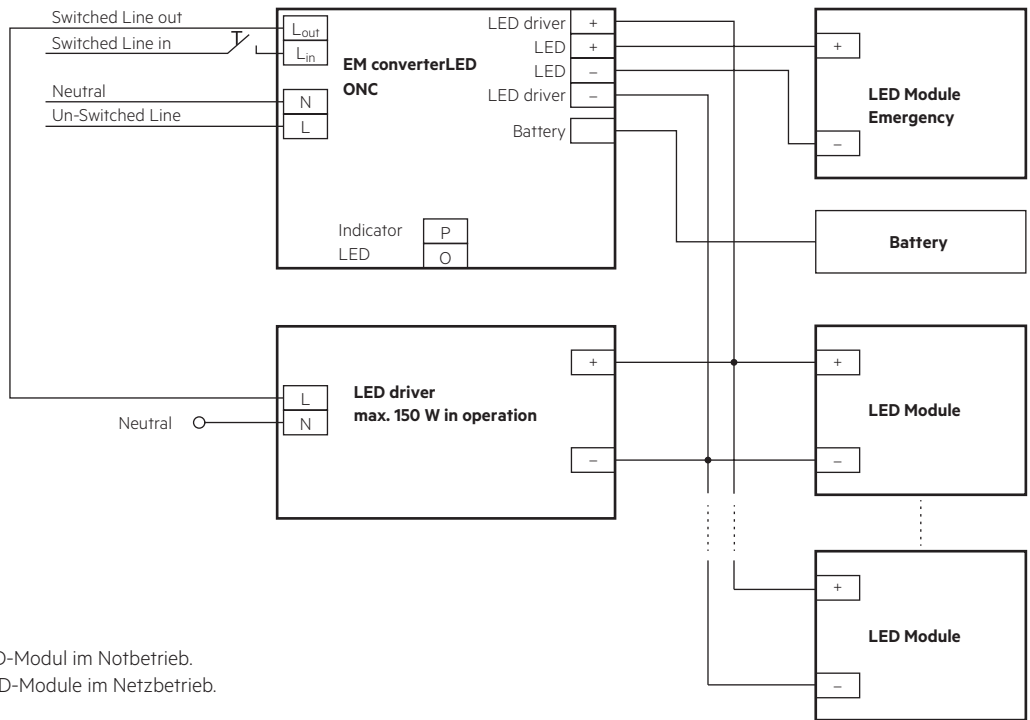 Switched Line out
Switched Line in
Neutral
Un-Switched Line
Lout
Lin
N
L
EM converterLED
ONC
LED driver +
LED +
LED –
LED driver –
Battery
Indicator P
LED O
+
–
LED Module
Emergency
Battery
Neutral
L
N
LED driver
max. 150 W in operation
+
–
+
–
LED Module
+
–
LED Module
D-Modul im Notbetrieb.
ED-Module im Netzbetrieb.